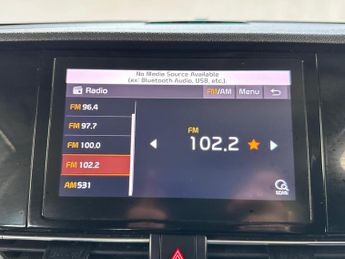 No Media Source Available
(ex: Bluetooth Audio, USB, etc.)
Radio
FM/AM
Menu
FM 96.4
FM 97.7
FM 100.0
FM 102.2
AM 531
FM
102.2
SCAN